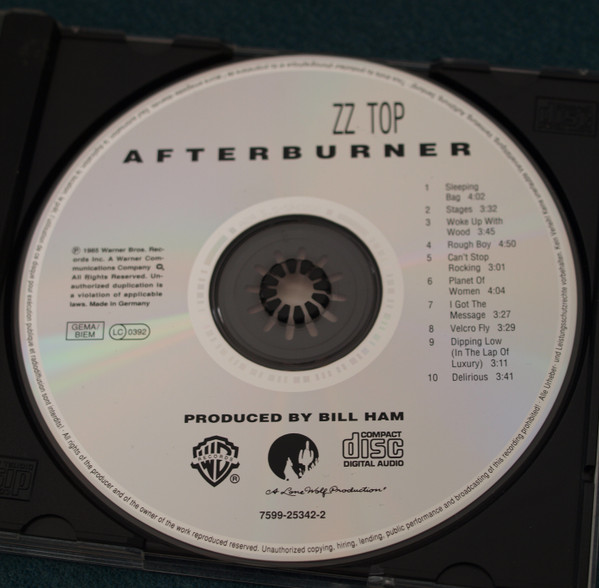 ZZ TOP
AFTERBURNER
1 Sleeping
Bag 4:02
2 Stages 3:32
3 Woke Up With
Wood 3:45
4 Rough Boy 4:50
5 Can't Stop
Rocking 3:01
6 Planet Of
Women 4:04
7 I Got The
Message 3:27
8 Velcro Fly 3:29
9 Dipping Low
(In The Lap Of
Luxury) 3:11
10 Delirious 3:41
℗ 1985 Warner Bros. Rec-
ords Inc. A Warner Com-
munications Company
All Rights Reserved. Un-
authorized duplication is
a violation of applicable
laws. Made in Germany
GEMA/
BIEM
LC 0392
PRODUCED BY BILL HAM
WB
RECORDS
®
A Lone Wolf Production
COMPACT
disc
DIGITAL AUDIO
7599-25342-2
All rights of the producer and of the owner of the work reproduced reserved. Unauthorized copying, hiring, lending, public performance and broadcasting of this recording prohibited!